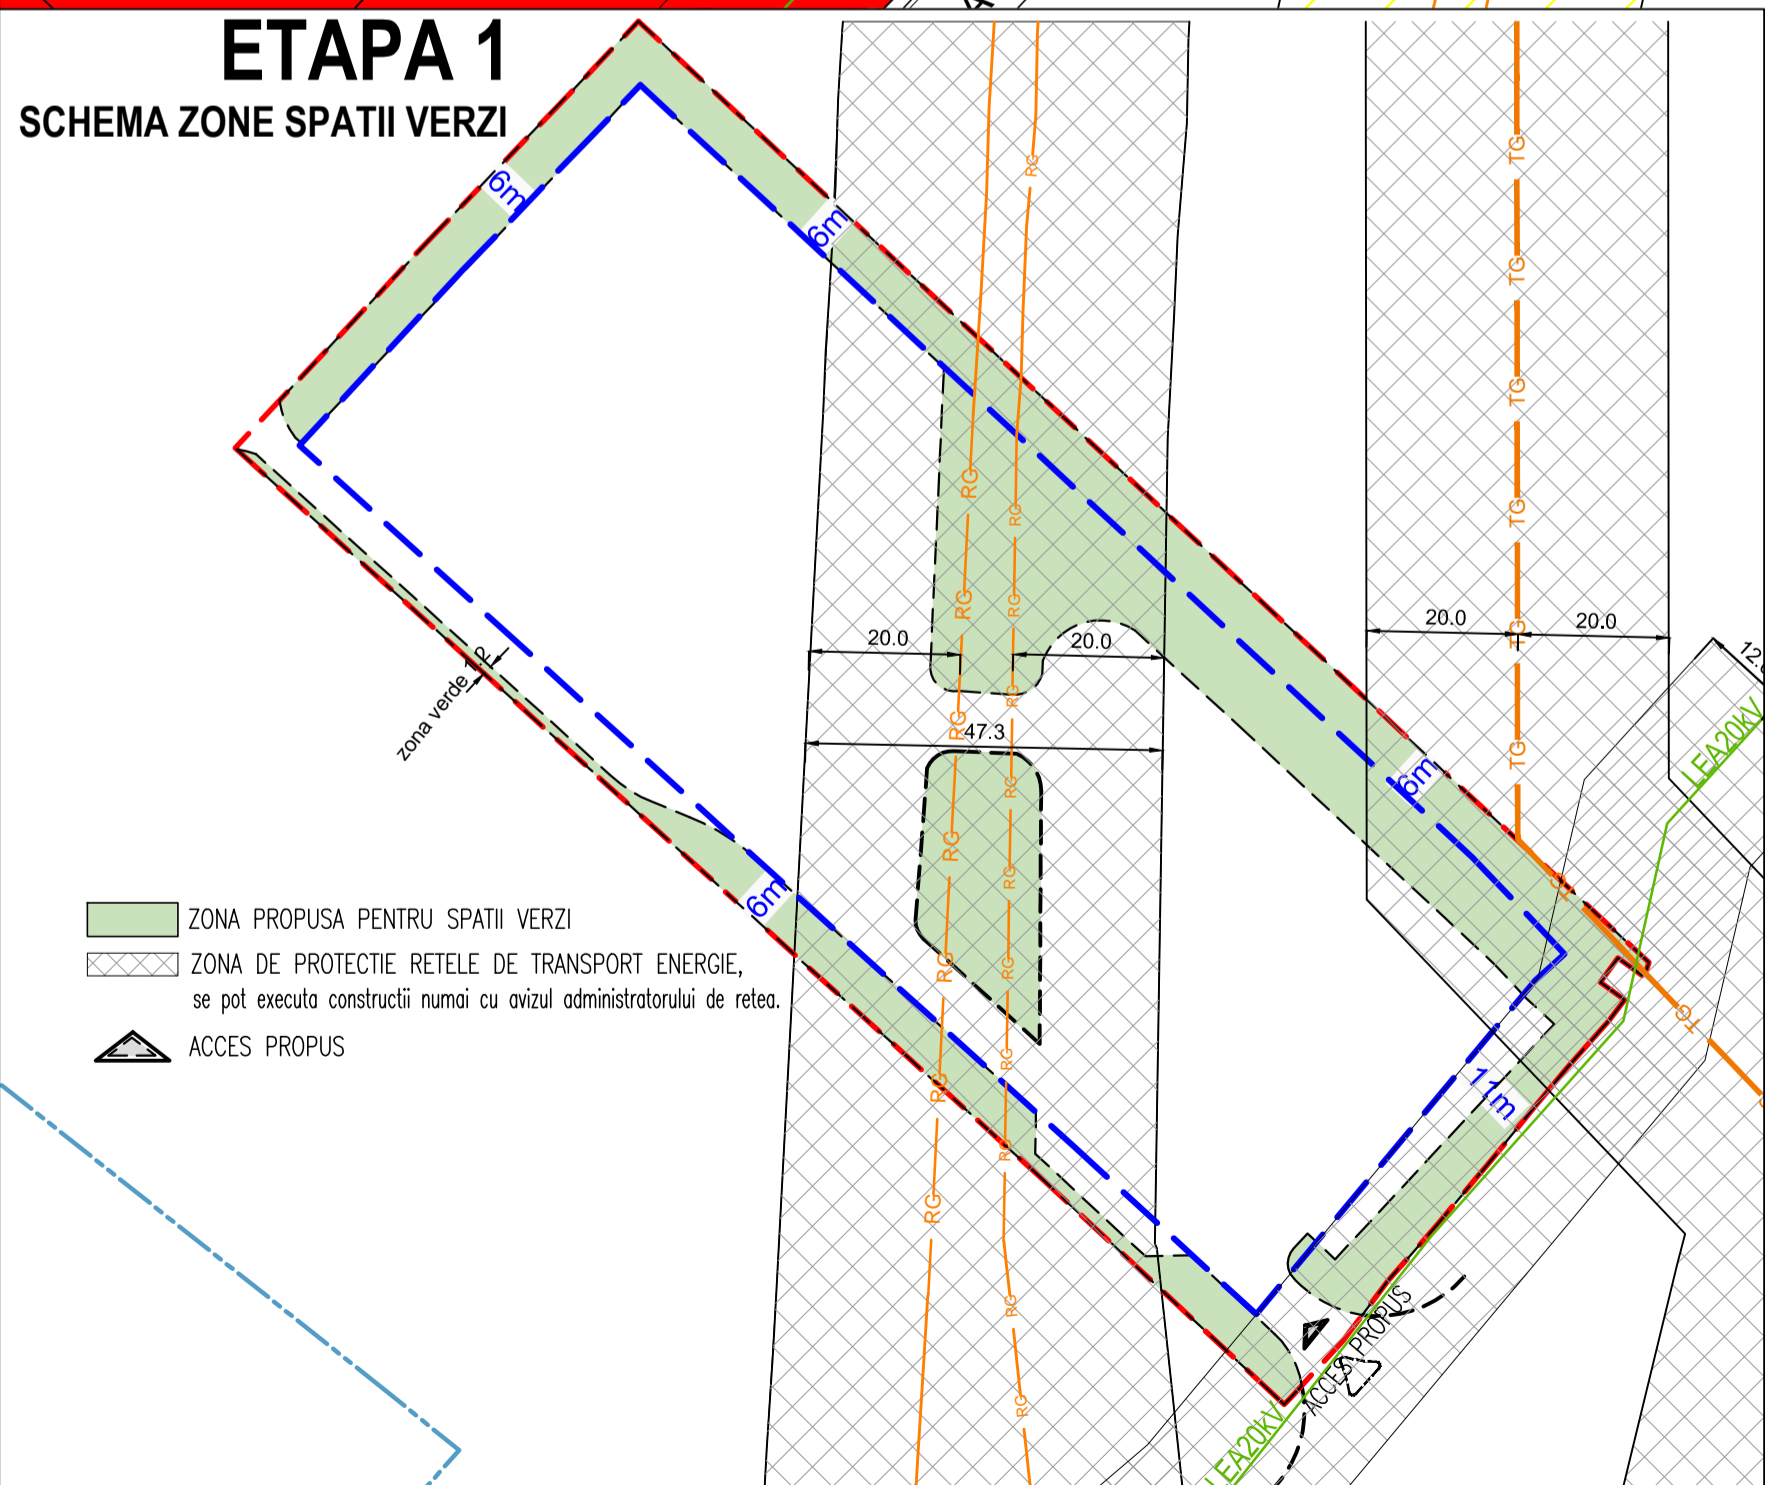 ETAPA 1
SCHEMA ZONE SPATII VERZI
6m
6m
RG
TG
TG
TG
RG
TG
RG
RG
RG
20.0
20.0
20.0
TG
20.0
zona verde
RG
RG
47.3
TG
12.
LEA20kV
6m
RG
RG
RG
6m
ZONA PROPUSA PENTRU SPATII VERZI
ZONA DE PROTECTIE RETELE DE TRANSPORT ENERGIE,
se pot executa constructii numai cu avizul administratorului de retea.
RG
RG
ACCES PROPUS
RG
RG
11m
RG
RG
RG
ACCES PROPUS
RG
LEA20kV